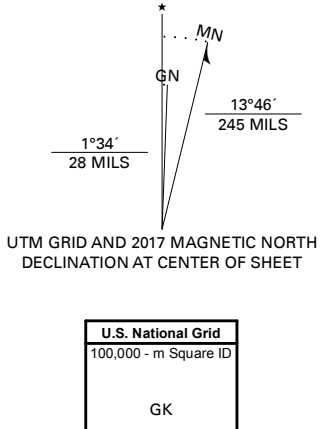 ★
MN
GN
13°46´
245 MILS
1°34´
28 MILS
UTM GRID AND 2017 MAGNETIC NORTH
DECLINATION AT CENTER OF SHEET
U.S. National Grid
100,000 - m Square ID
GK